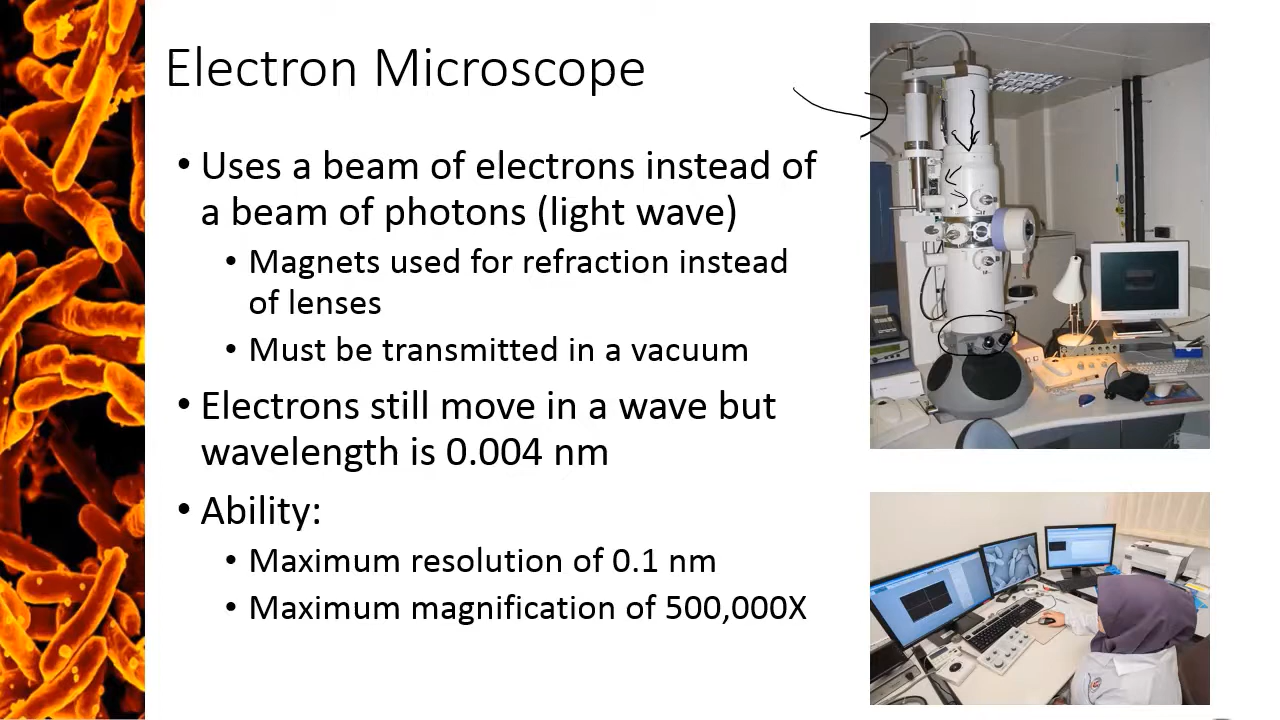 Electron Microscope
• Uses a beam of electrons instead of
a beam of photons (light wave)
• Magnets used for refraction instead
of lenses
• Must be transmitted in a vacuum
• Electrons still move in a wave but
wavelength is 0.004 nm
• Ability:
• Maximum resolution of 0.1 nm
• Maximum magnification of 500,000X